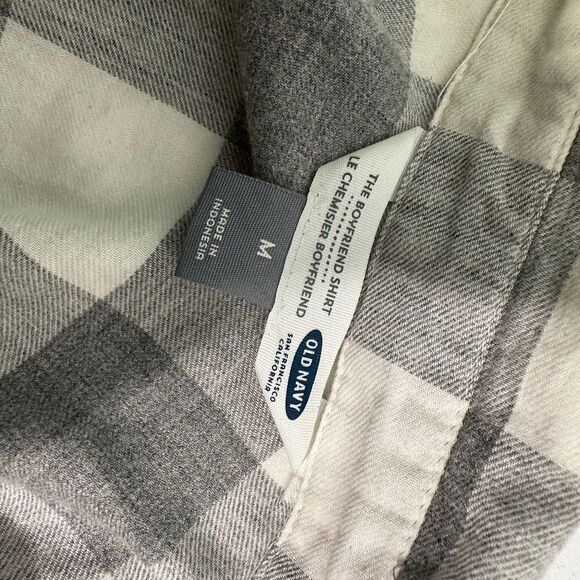 THE BOYFRIEND SHIRT
LE CHEMISIER BOYFRIEND
OLD NAVY
SAN FRANCISCO
CALIFORNIA
M
MADE IN
INDONESIA